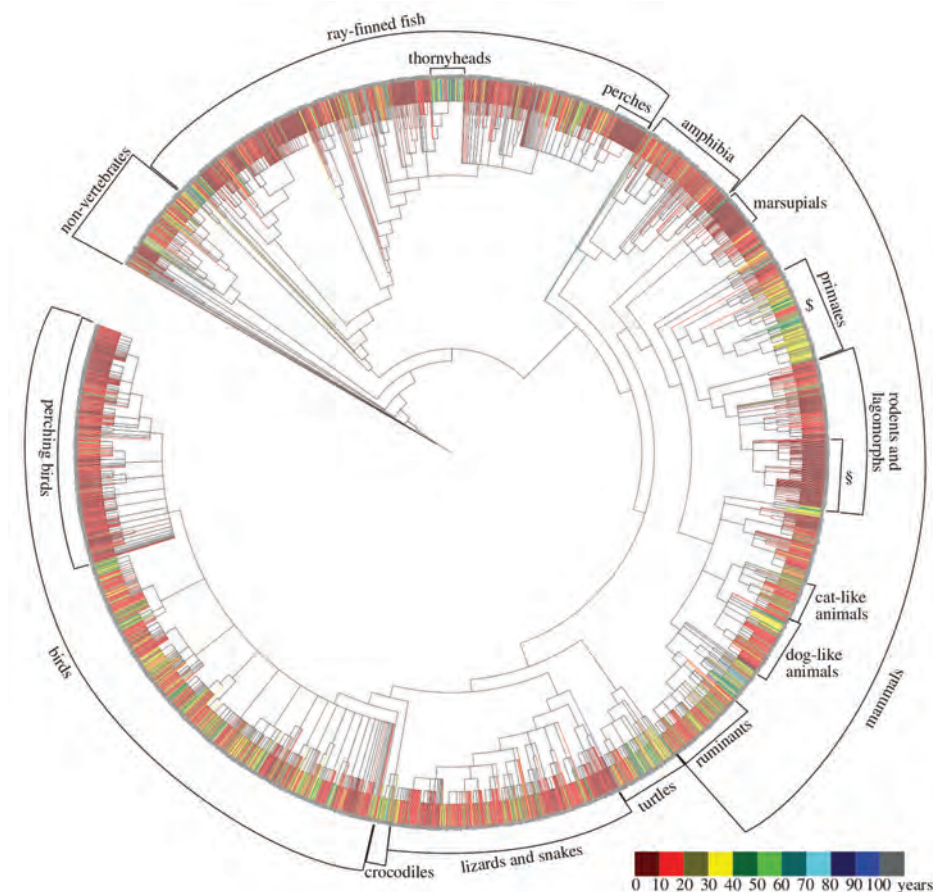 ray-finned fish
thornyheads
perches
amphibia
non-vertebrates
marsupials
primates
$
rodents and
lagomorphs
§
perching birds
cat-like
animals
dog-like
animals
mammals
birds
ruminants
turtles
lizards and snakes
crocodiles
0 10 20 30 40 50 60 70 80 90 100 years